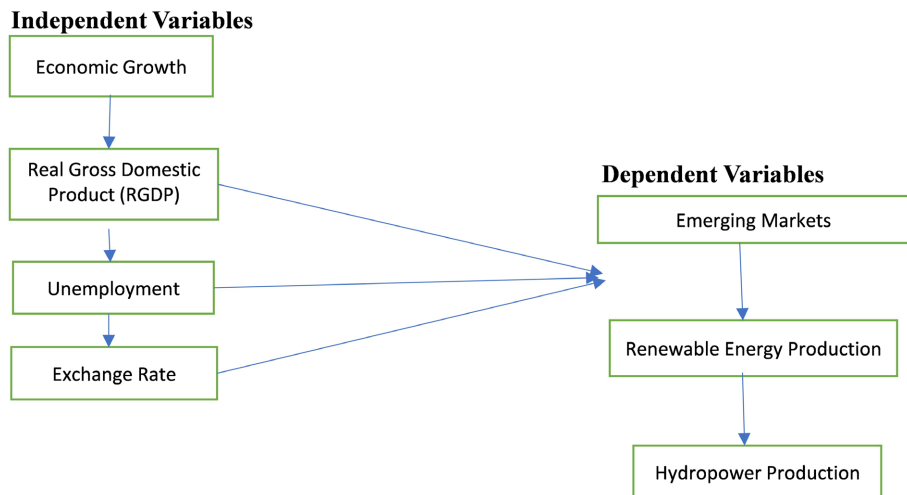 Independent Variables
Economic Growth
Real Gross Domestic
Product (RGDP)
Unemployment
Exchange Rate
Dependent Variables
Emerging Markets
Renewable Energy Production
Hydropower Production